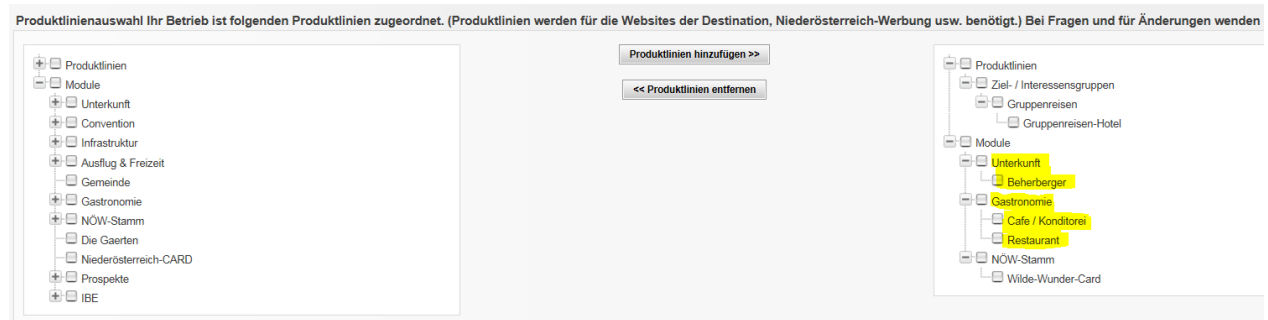 Produktlinienauswahl Ihr Betrieb ist folgenden Produktlinien zugeordnet. (Produktlinien werden für die Websites der Destination, Niederösterreich-Werbung usw. benötigt.) Bei Fragen und für Änderungen wenden
Produktlinien
Module
Unterkunft
Convention
Infrastruktur
Ausflug & Freizeit
Gemeinde
Gastronomie
NÖW-Stamm
Die Gaerten
Niederösterreich-CARD
Prospekte
IBE
Produktlinien hinzufügen >>
<< Produktlinien entfernen
Produktlinien
Ziel- / Interessensgruppen
Gruppenreisen
Gruppenreisen-Hotel
Module
Unterkunft
Beherberger
Gastronomie
Cafe / Konditorei
Restaurant
NÖW-Stamm
Wilde-Wunder-Card